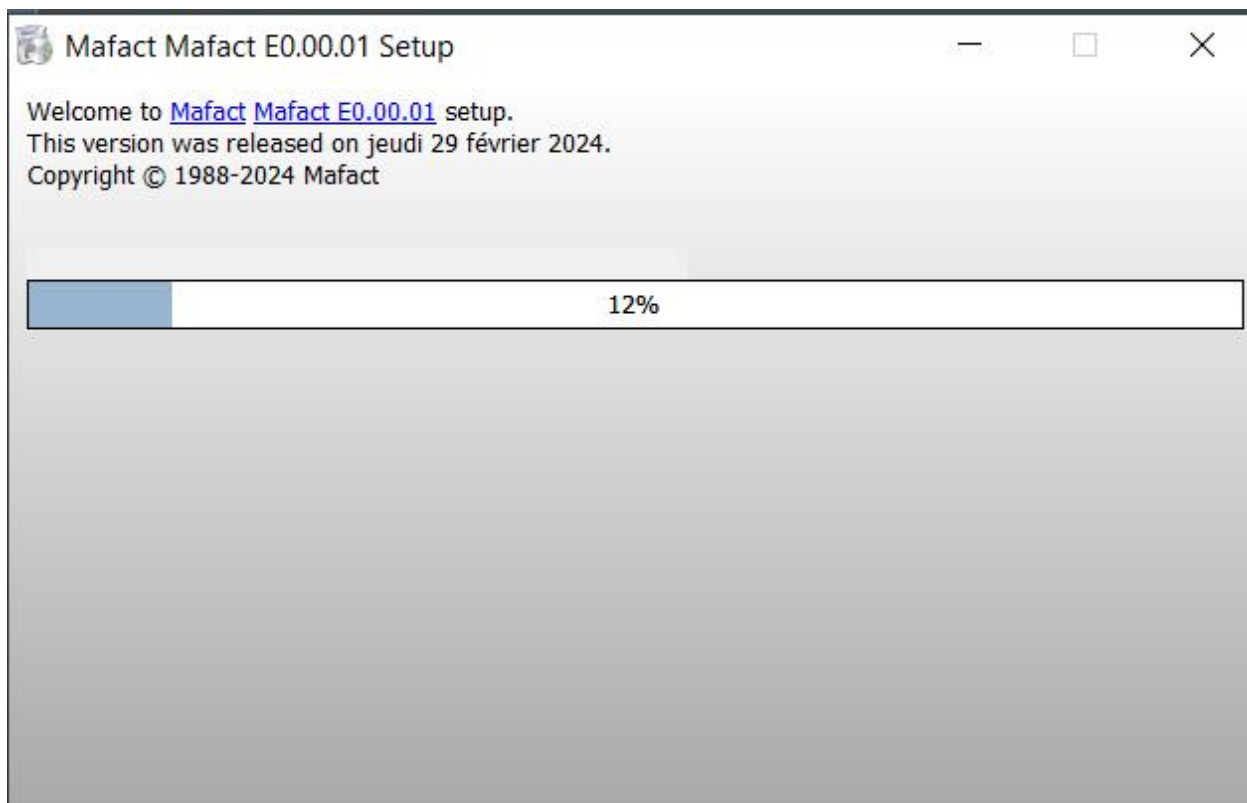 Mafact Mafact E0.00.01 Setup
Welcome to Mafact Mafact E0.00.01 setup.
This version was released on jeudi 29 février 2024.
Copyright © 1988-2024 Mafact
12%